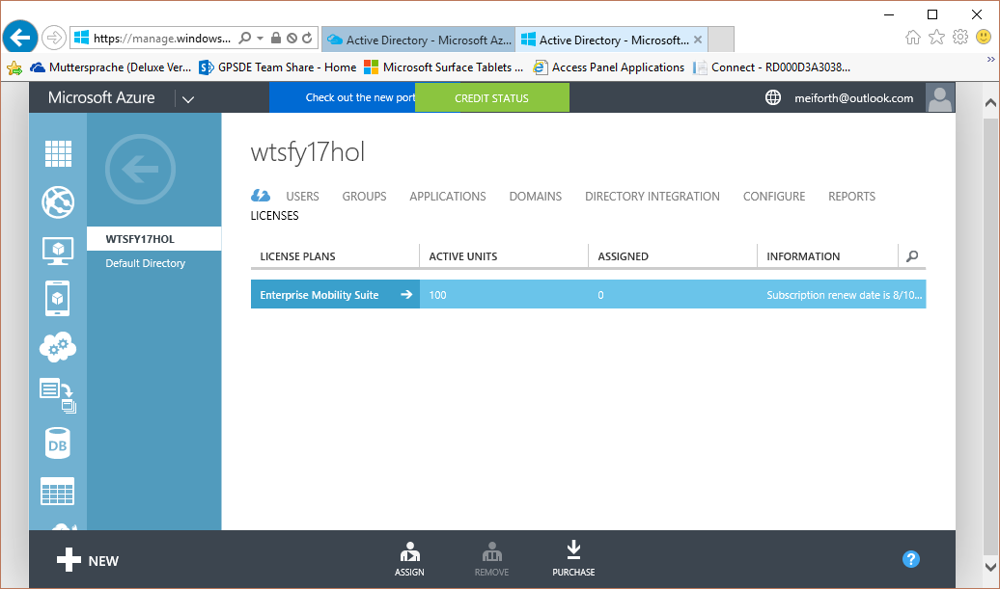 https://manage.windows...
Active Directory - Microsoft Az...
Active Directory - Microsoft...
Muttersprache (Deluxe Ver...
GPSDE Team Share - Home
Microsoft Surface Tablets ...
Access Panel Applications
Connect - RD000D3A3038...
Microsoft Azure
Check out the new port
CREDIT STATUS
meiforth@outlook.com
WTSFY17HOL
Default Directory
wtsfy17hol
USERS GROUPS APPLICATIONS DOMAINS DIRECTORY INTEGRATION CONFIGURE REPORTS
LICENSES
LICENSE PLANS ACTIVE UNITS ASSIGNED INFORMATION
Enterprise Mobility Suite 100 0 Subscription renew date is 8/10...
DB
NEW
ASSIGN
REMOVE
PURCHASE
?